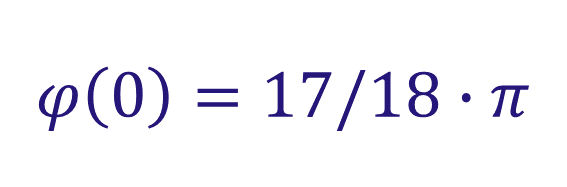 φ(0) = 17/18 · π